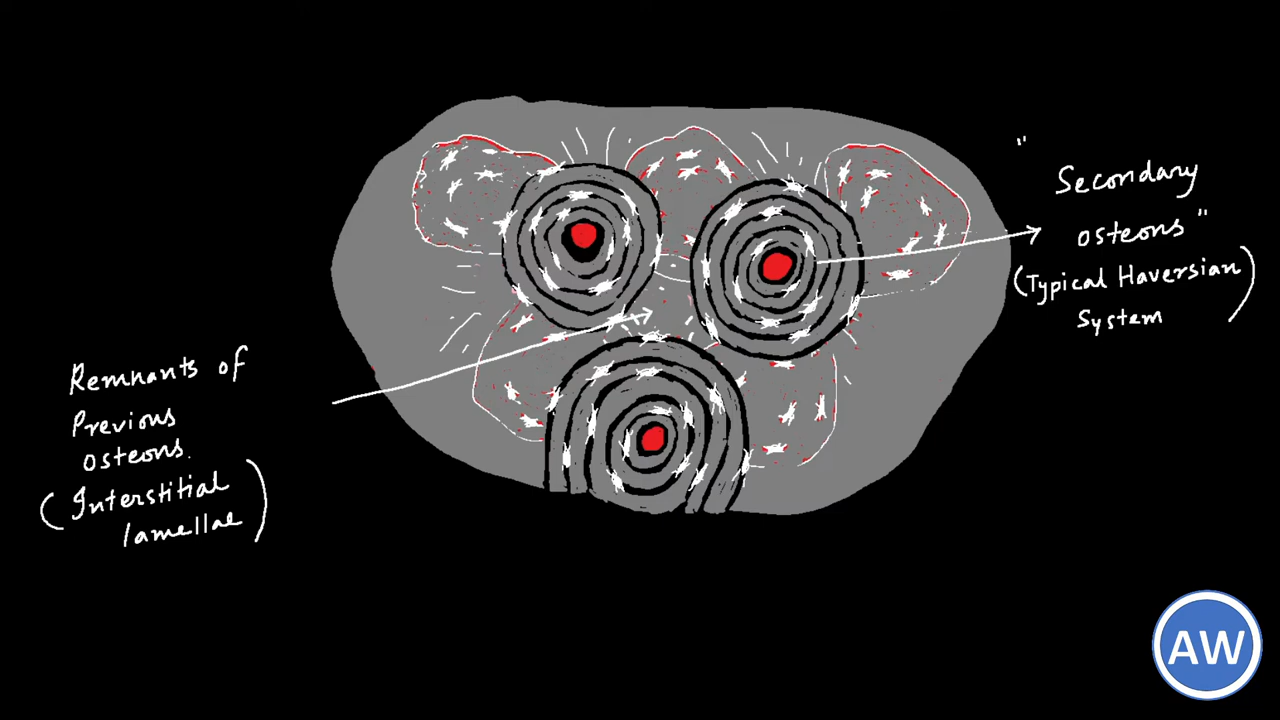 "
Secondary
osteons"
(Typical Haversian
System)
Remnants of
Previous
osteons.
(Interstitial
lamellae)
AW